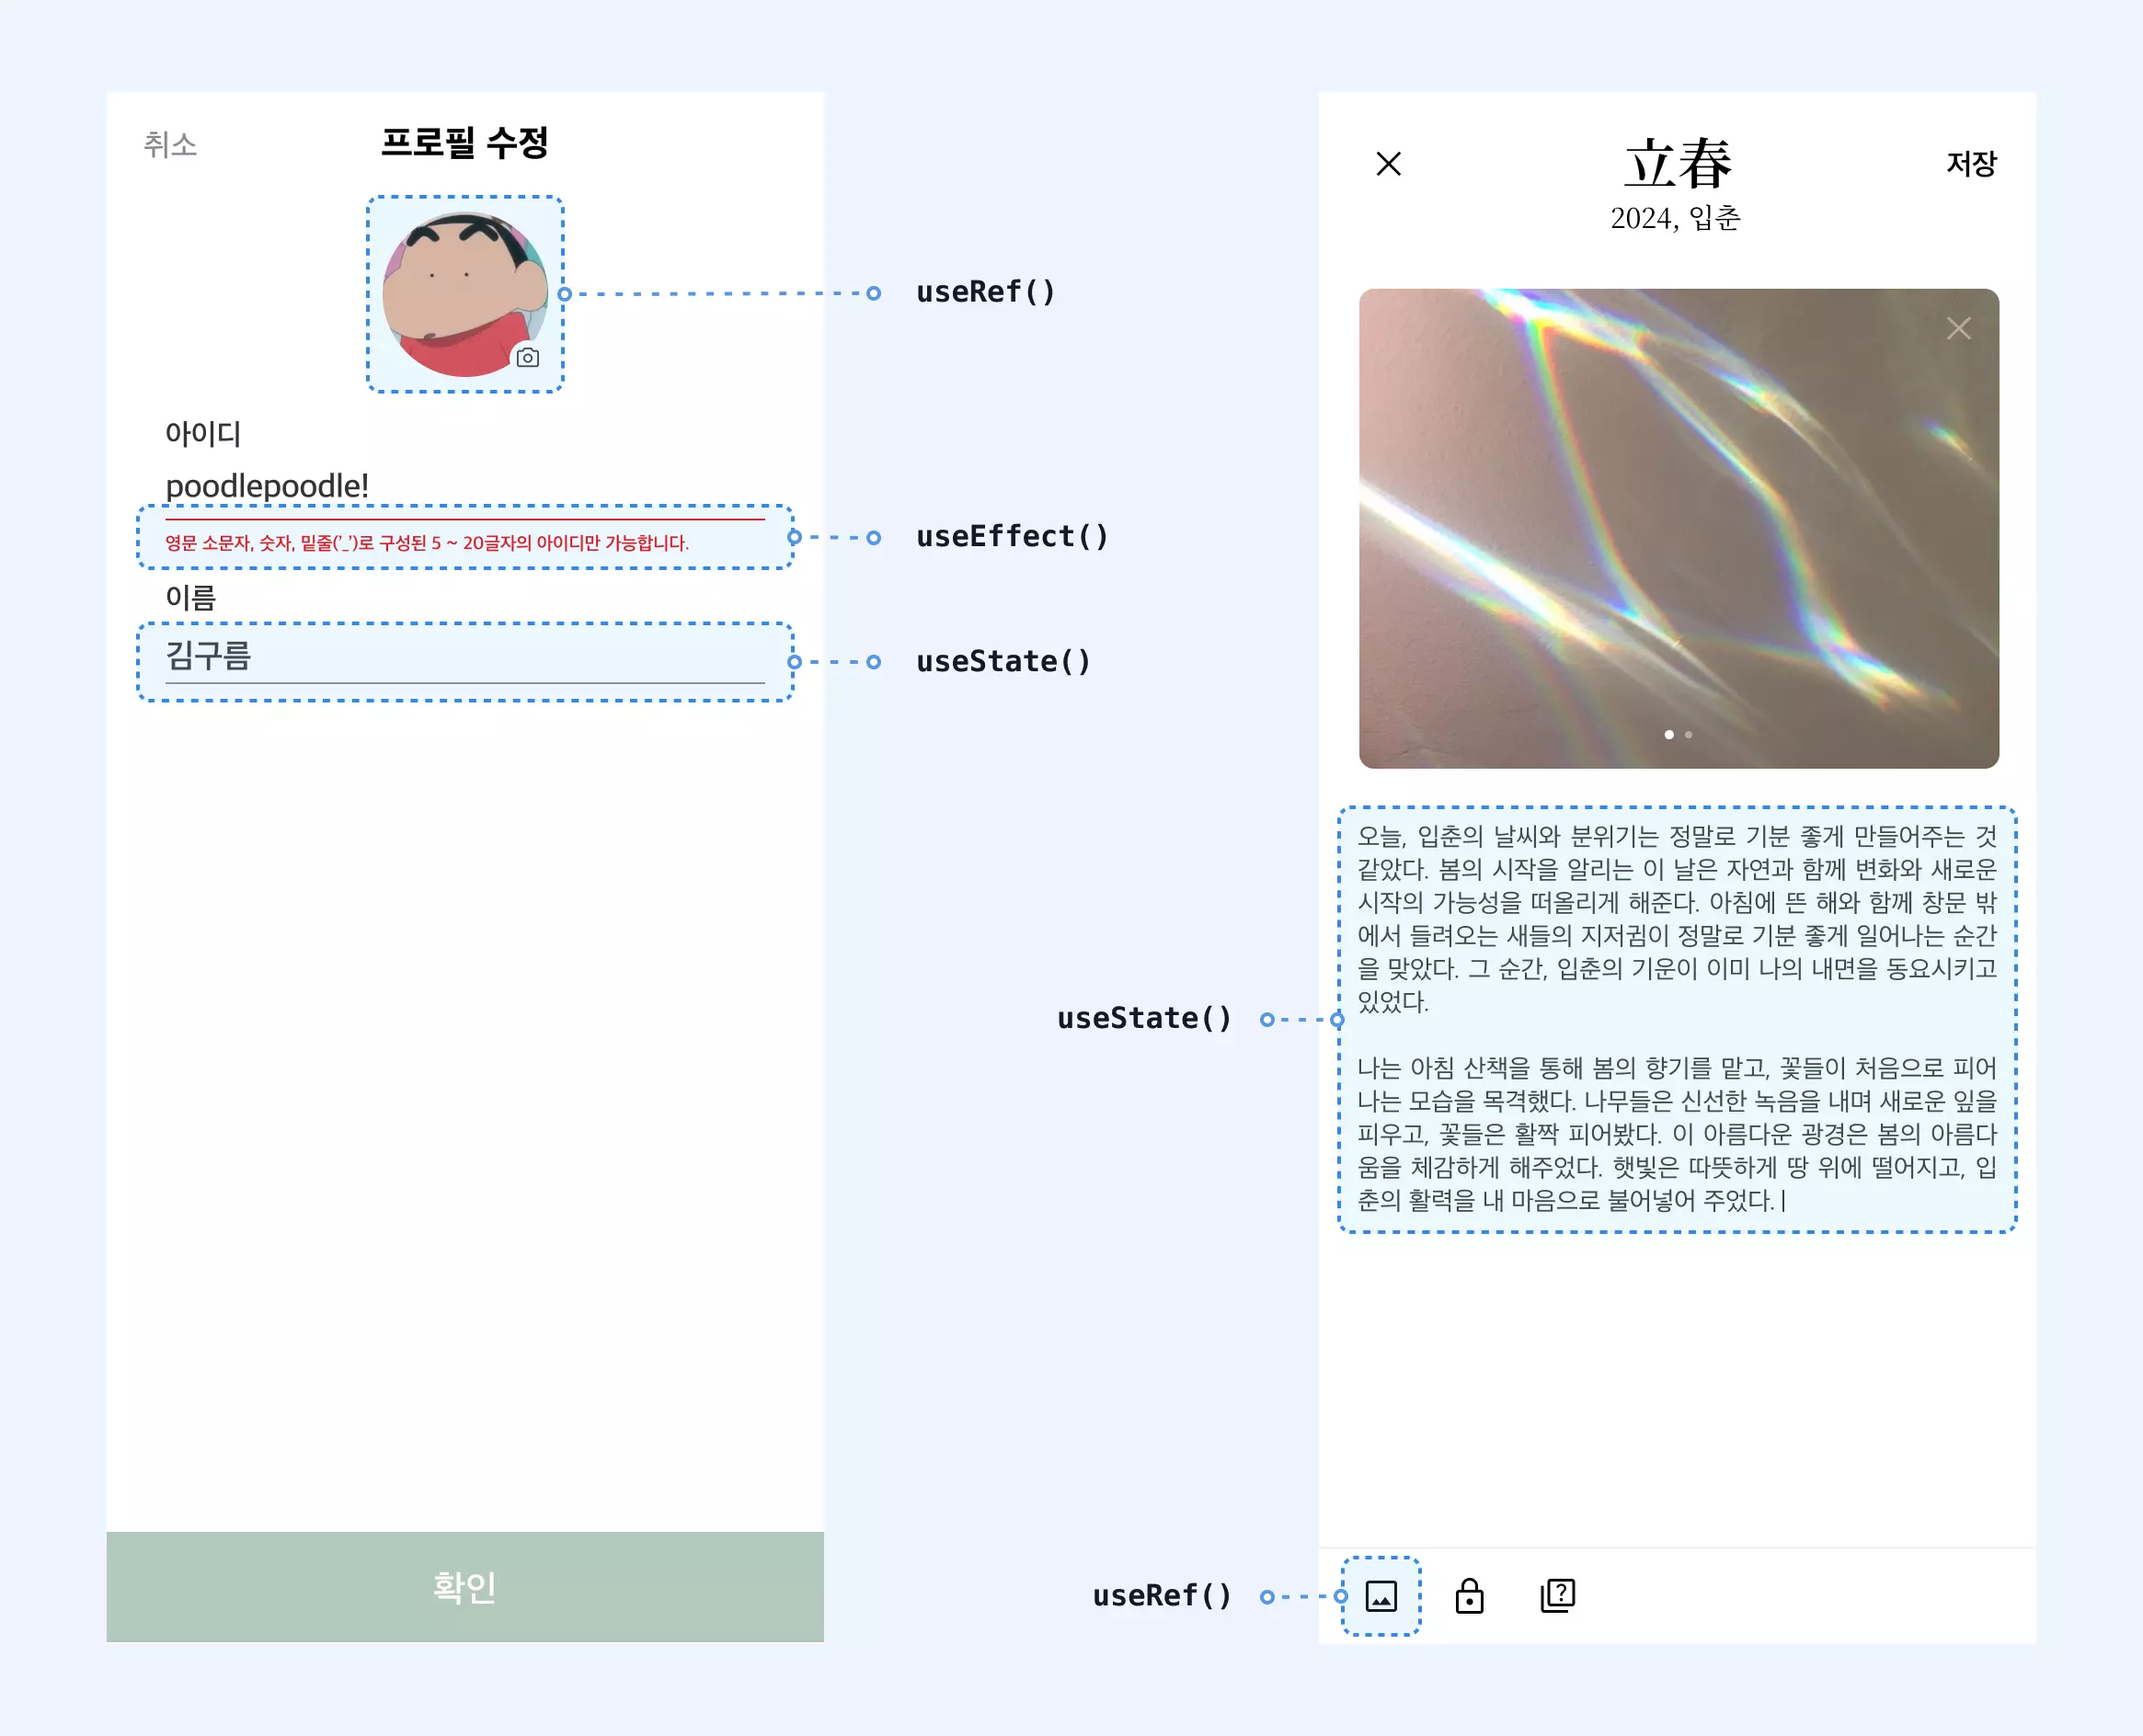 취소
프로필 수정
useRef()
아이디
poodlepoodle!
영문 소문자, 숫자, 밑줄('_')로 구성된 5 ~ 20글자의 아이디만 가능합니다.
useEffect()
이름
김구름
useState()
확인
立春
저장
2024, 입춘
오늘, 입춘의 날씨와 분위기는 정말로 기분 좋게 만들어주는 것
같았다. 봄의 시작을 알리는 이 날은 자연과 함께 변화와 새로운
시작의 가능성을 떠올리게 해준다. 아침에 뜬 해와 함께 창문 밖
에서 들려오는 새들의 지저귐이 정말로 기분 좋게 일어나는 순간
을 맞았다. 그 순간, 입춘의 기운이 이미 나의 내면을 동요시키고
있었다.
나는 아침 산책을 통해 봄의 향기를 맡고, 꽃들이 처음으로 피어
나는 모습을 목격했다. 나무들은 신선한 녹음을 내며 새로운 잎을
피우고, 꽃들은 활짝 피어봤다. 이 아름다운 광경은 봄의 아름다
움을 체감하게 해주었다. 햇빛은 따뜻하게 땅 위에 떨어지고, 입
춘의 활력을 내 마음으로 불어넣어 주었다.
useState()
useRef()